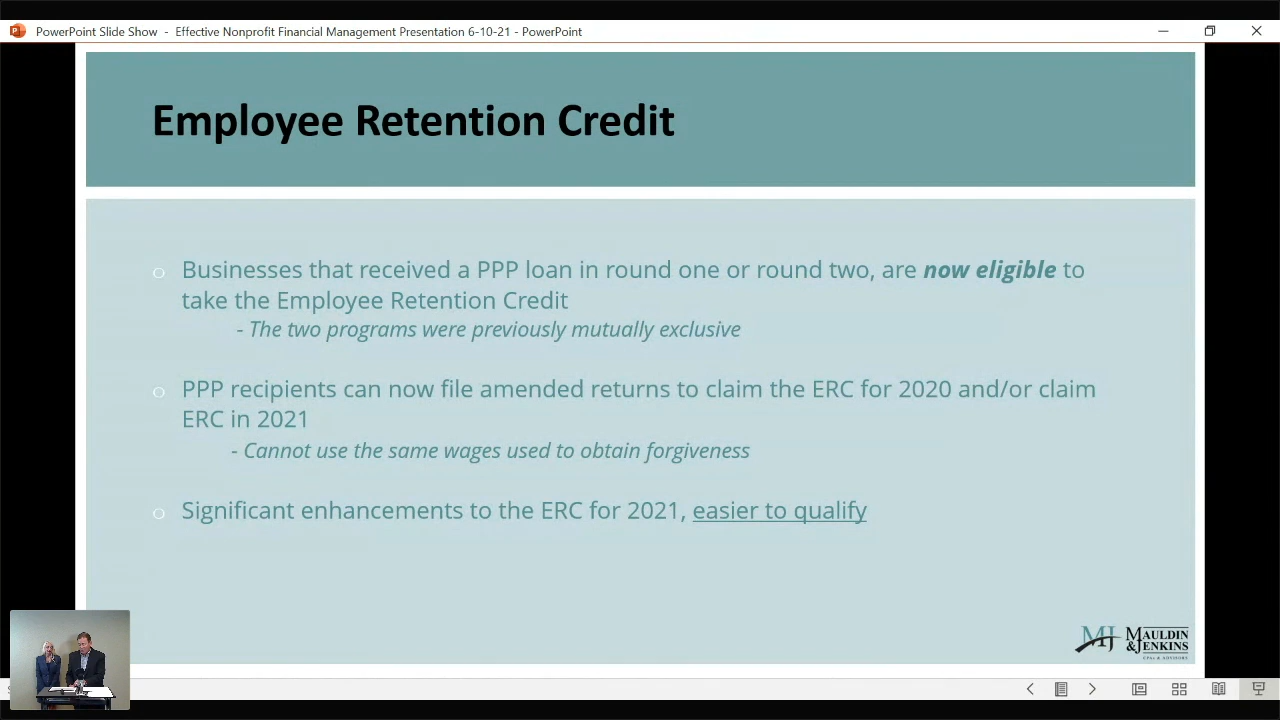 PowerPoint Slide Show - Effective Nonprofit Financial Management Presentation 6-10-21 - PowerPoint
Employee Retention Credit
Businesses that received a PPP loan in round one or round two, are now eligible to
take the Employee Retention Credit
- The two programs were previously mutually exclusive
PPP recipients can now file amended returns to claim the ERC for 2020 and/or claim
ERC in 2021
- Cannot use the same wages used to obtain forgiveness
Significant enhancements to the ERC for 2021, easier to qualify
MJ MAULDIN
& JENKINS
CPAs & ADVISORS